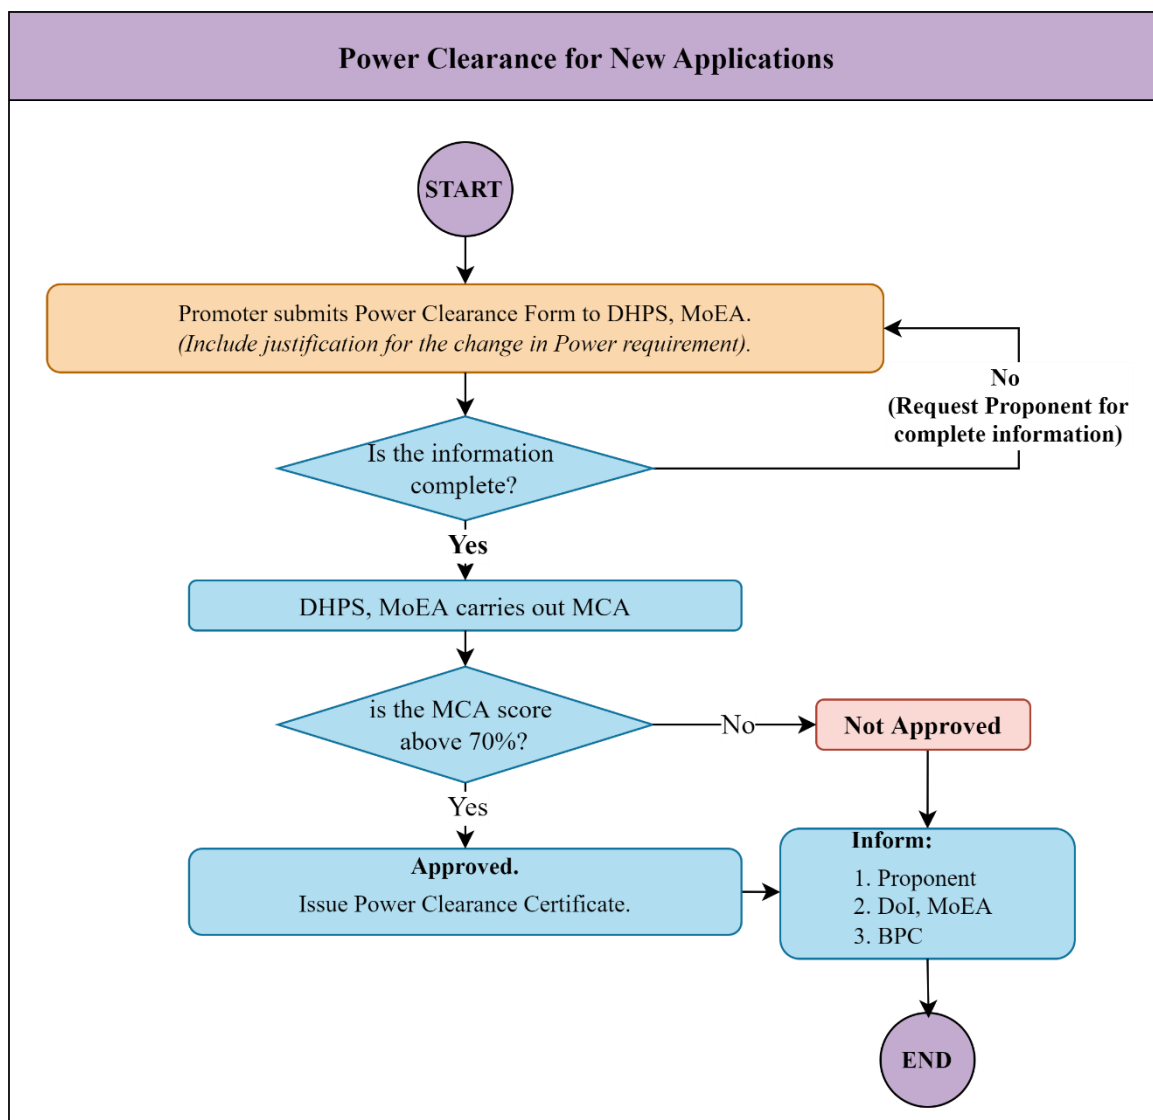 Power Clearance for New Applications
START
Promoter submits Power Clearance Form to DHPS, MoEA.
(Include justification for the change in Power requirement).
No
(Request Proponent for
complete information)
Is the information
complete?
Yes
DHPS, MoEA carries out MCA
is the MCA score
above 70%?
No
Not Approved
Yes
Approved.
Issue Power Clearance Certificate.
Inform:
1. Proponent
2. DoI, MoEA
3. BPC
END